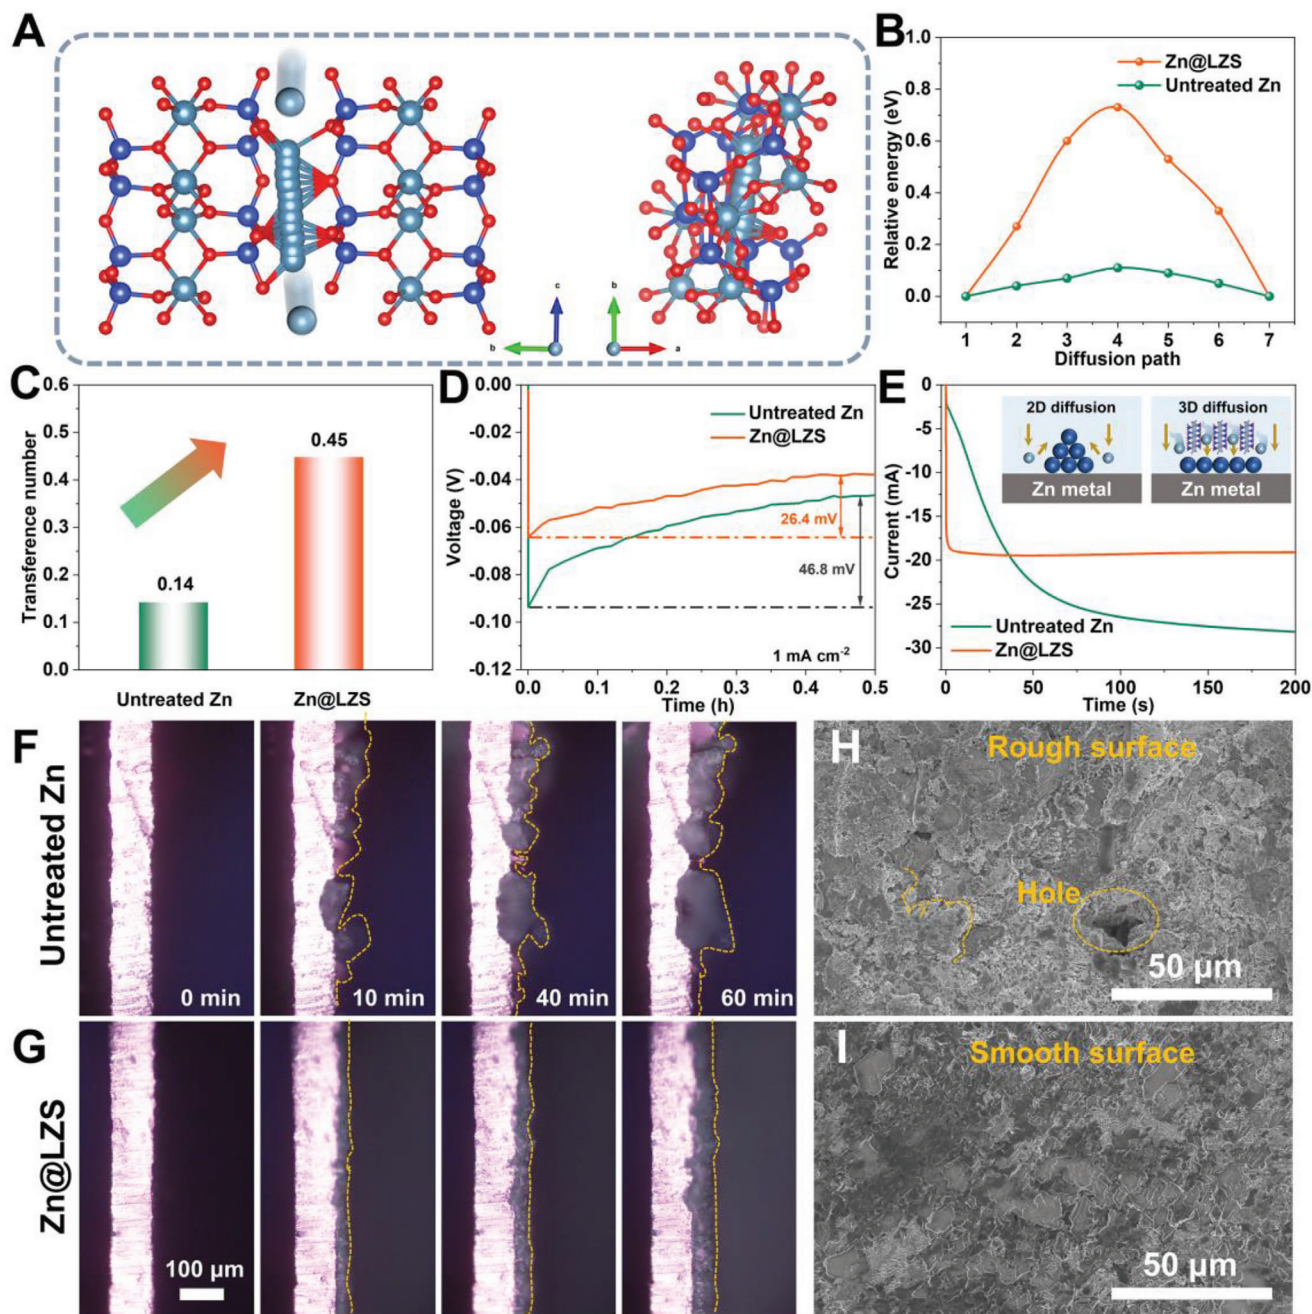 A
c
b
b
a
B
Relative energy (eV)
1.0
0.8
0.6
0.4
0.2
0.0
Zn@LZS
Untreated Zn
1 2 3 4 5 6 7
Diffusion path
C
Transference number
0.6
0.5
0.4
0.3
0.2
0.1
0.0
0.14
0.45
Untreated Zn Zn@LZS
D
Voltage (V)
0.00
-0.02
-0.04
-0.06
-0.08
-0.10
-0.12
Untreated Zn
Zn@LZS
26.4 mV
46.8 mV
1 mA cm⁻²
0.0 0.1 0.2 0.3 0.4 0.5
Time (h)
E
Current (mA)
0
-5
-10
-15
-20
-25
-30
2D diffusion
Zn metal
3D diffusion
Zn metal
Untreated Zn
Zn@LZS
0 50 100 150 200
Time (s)
F
Untreated Zn
0 min
10 min
40 min
60 min
G
Zn@LZS
100 μm
H
Rough surface
Hole
50 μm
I
Smooth surface
50 μm